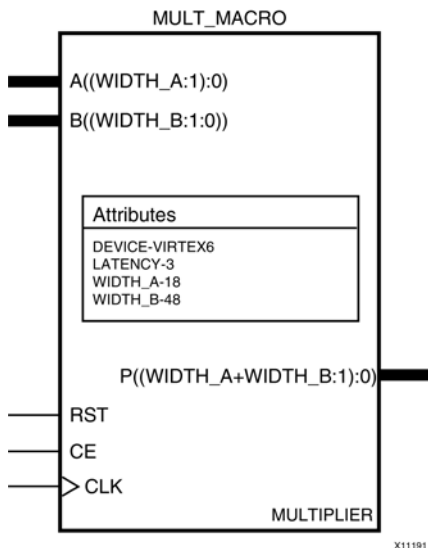 MULT_MACRO
A((WIDTH_A:1):0)
B((WIDTH_B:1:0))
Attributes
DEVICE-VIRTEX6
LATENCY-3
WIDTH_A-18
WIDTH_B-48
P((WIDTH_A+WIDTH_B:1):0)
RST
CE
CLK
MULTIPLIER
X11191